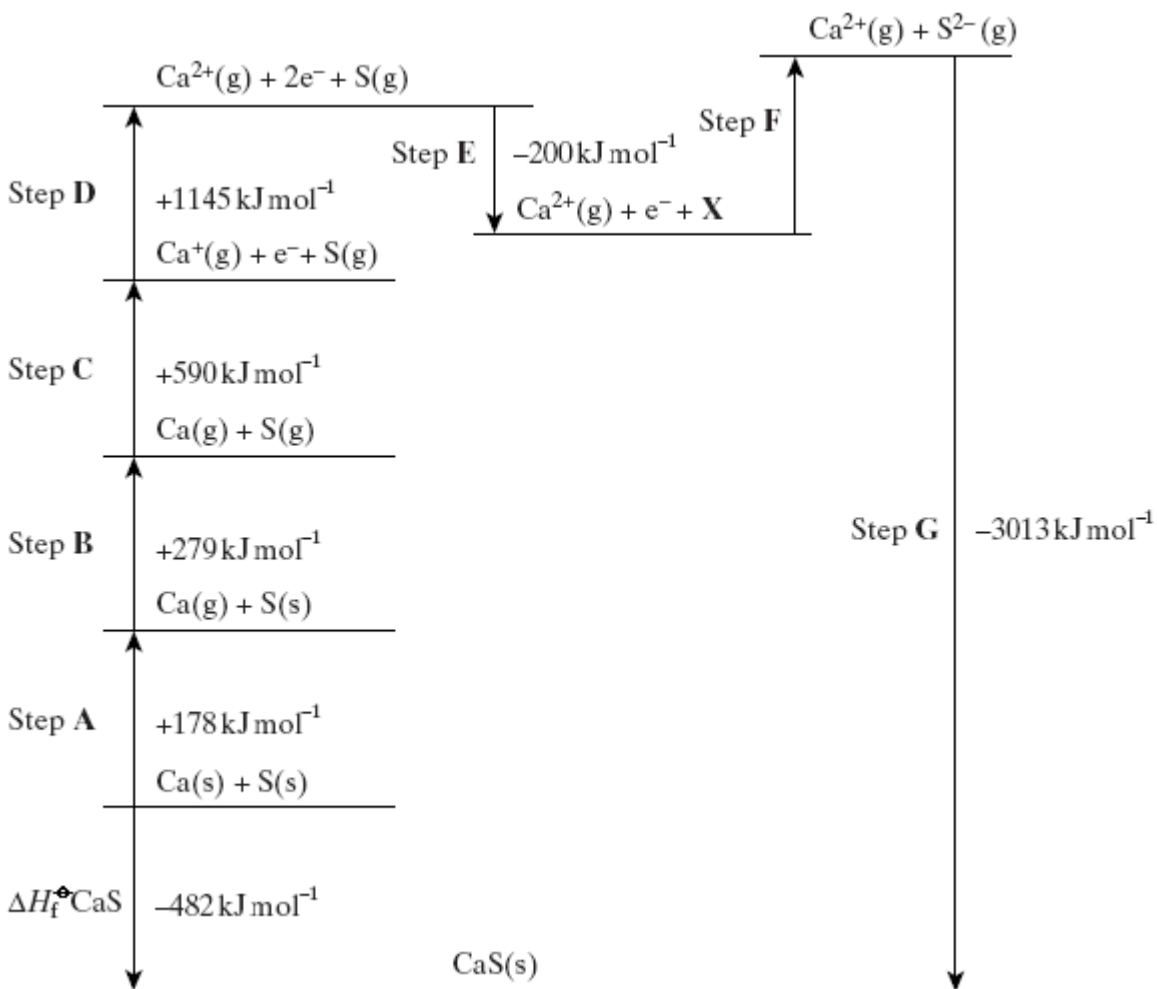 Ca²⁺(g) + S²⁻(g)
Ca²⁺(g) + 2e⁻ + S(g)
Step F
Step E
–200 kJ mol⁻¹
Step D
+1145 kJ mol⁻¹
Ca²⁺(g) + e⁻ + X
Ca⁺(g) + e⁻ + S(g)
Step C
+590 kJ mol⁻¹
Ca(g) + S(g)
Step B
+279 kJ mol⁻¹
Step G
–3013 kJ mol⁻¹
Ca(g) + S(s)
Step A
+178 kJ mol⁻¹
Ca(s) + S(s)
ΔH_f^⦵ CaS
–482 kJ mol⁻¹
CaS(s)